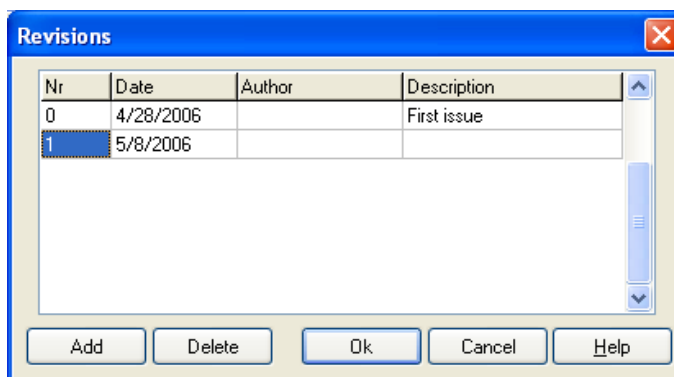 Revisions
Nr Date Author Description
0 4/28/2006 First issue
1 5/8/2006
Add Delete Ok Cancel Help